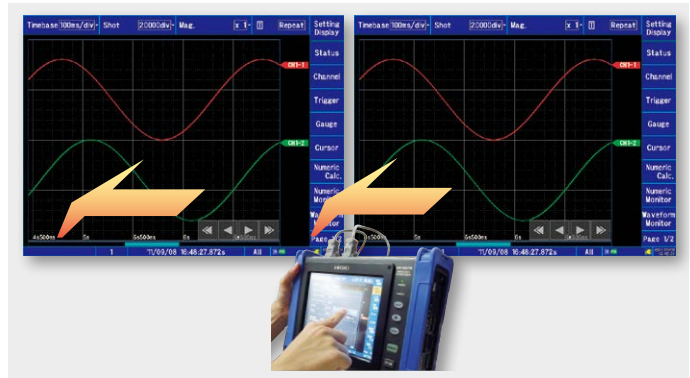 Timebase 100ms/div Shot [20000div] Mag. x 1 Repeat Setting Display
Status
CH1-1
Channel
Trigger
Gauge
CH1-2
Cursor
Numeric Calc.
Numeric Monitor
Waveform Monitor
4s500ms 5s 5s500ms 6s
Page 1/2
1 '11/09/08 16:48:27.872s All
Timebase 100ms/div Shot [20000div] Mag. x 1 Repeat Setting Display
Status
CH1-1
Channel
Trigger
Gauge
CH1-2
Cursor
Numeric Calc.
Numeric Monitor
Waveform Monitor
5s 6s
Page 1/2
'11/09/08 16:48:27.872s All
HIOKI